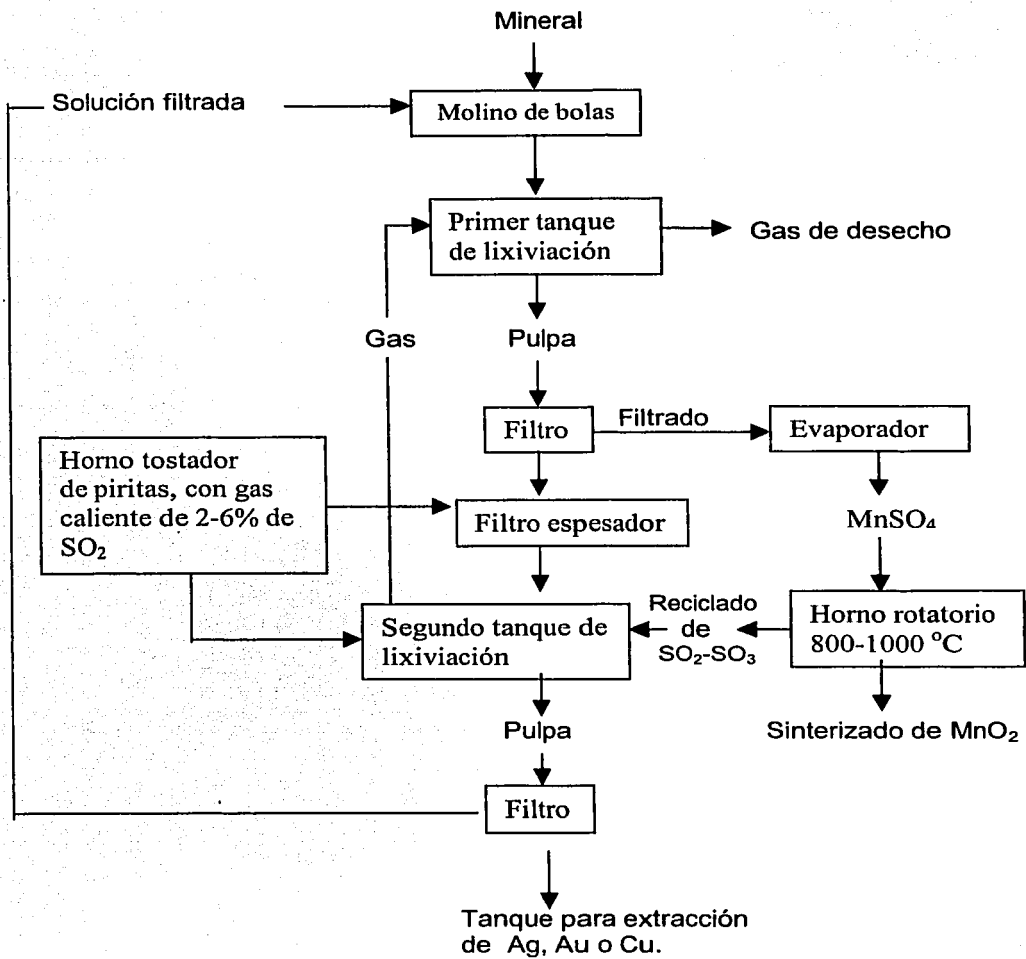 Mineral
Solución filtrada
Molino de bolas
Primer tanque
de lixiviación
Gas de desecho
Gas
Pulpa
Filtro
Filtrado
Evaporador
Horno tostador
de piritas, con gas
caliente de 2-6% de
SO₂
Filtro espesador
MnSO₄
Segundo tanque de
lixiviación
Reciclado
de
SO₂-SO₃
Horno rotatorio
800-1000 °C
Pulpa
Sinterizado de MnO₂
Filtro
Tanque para extracción
de Ag, Au o Cu.